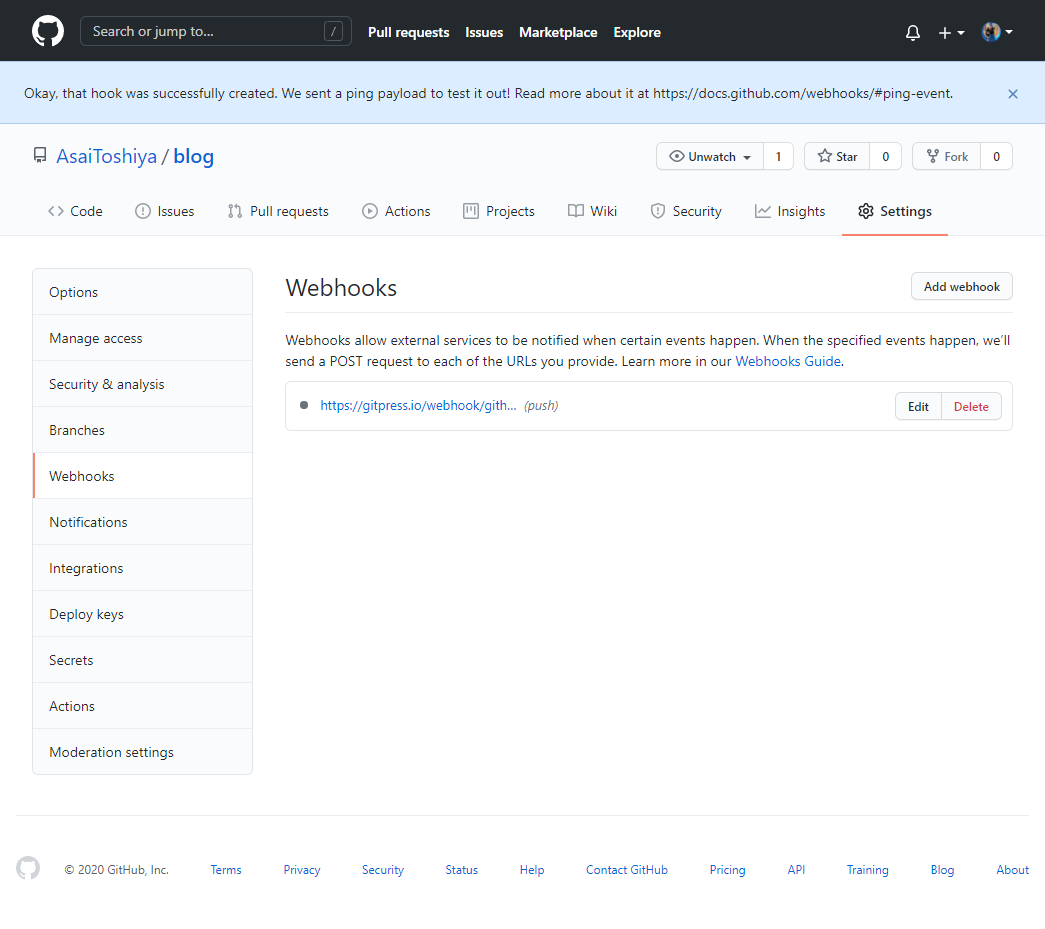 Search or jump to... / Pull requests Issues Marketplace Explore
Okay, that hook was successfully created. We sent a ping payload to test it out! Read more about it at https://docs.github.com/webhooks/#ping-event.
AsaiToshiya / blog Unwatch 1 Star 0 Fork 0
Code Issues Pull requests Actions Projects Wiki Security Insights Settings
Options
Manage access
Security & analysis
Branches
Webhooks
Notifications
Integrations
Deploy keys
Secrets
Actions
Moderation settings
Webhooks Add webhook
Webhooks allow external services to be notified when certain events happen. When the specified events happen, we’ll
send a POST request to each of the URLs you provide. Learn more in our Webhooks Guide.
https://gitpress.io/webhook/gith... (push) Edit Delete
© 2020 GitHub, Inc. Terms Privacy Security Status Help Contact GitHub Pricing API Training Blog About